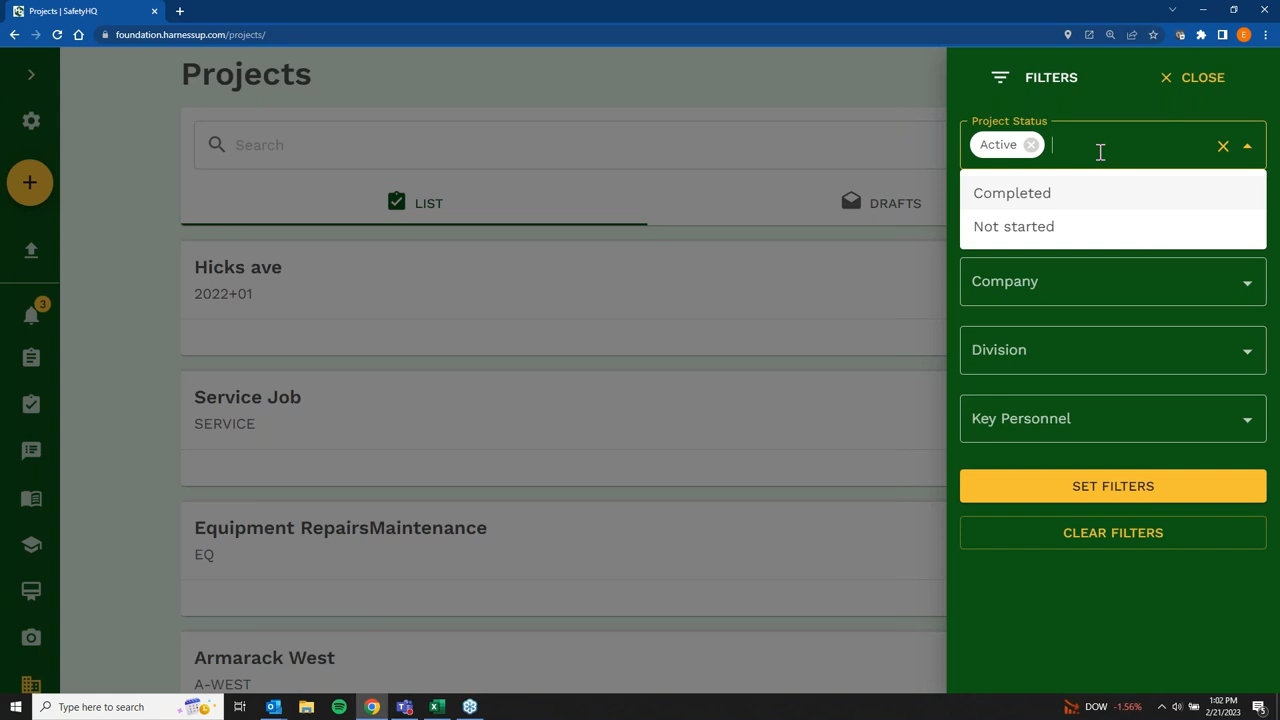 Projects | SafetyHQ
foundation.harnessup.com/projects/
E
Projects
FILTERS
CLOSE
Project Status
Active
Search
Completed
Not started
LIST
DRAFTS
Hicks ave
2022+01
Company
3
Division
Service Job
SERVICE
Key Personnel
SET FILTERS
Equipment RepairsMaintenance
EQ
CLEAR FILTERS
Armarack West
A-WEST
Type here to search
DOW -1.56%
1:02 PM
2/21/2023
5